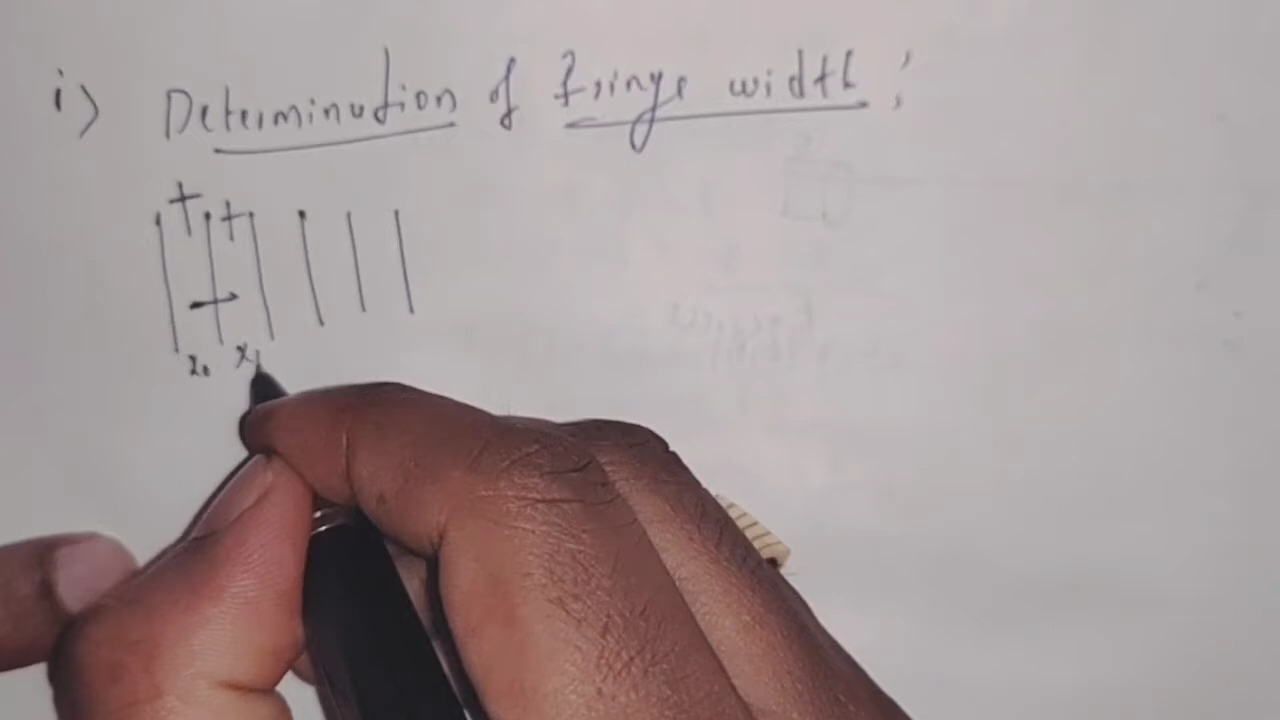 i) Determination of fringe width :
x₀ x₁